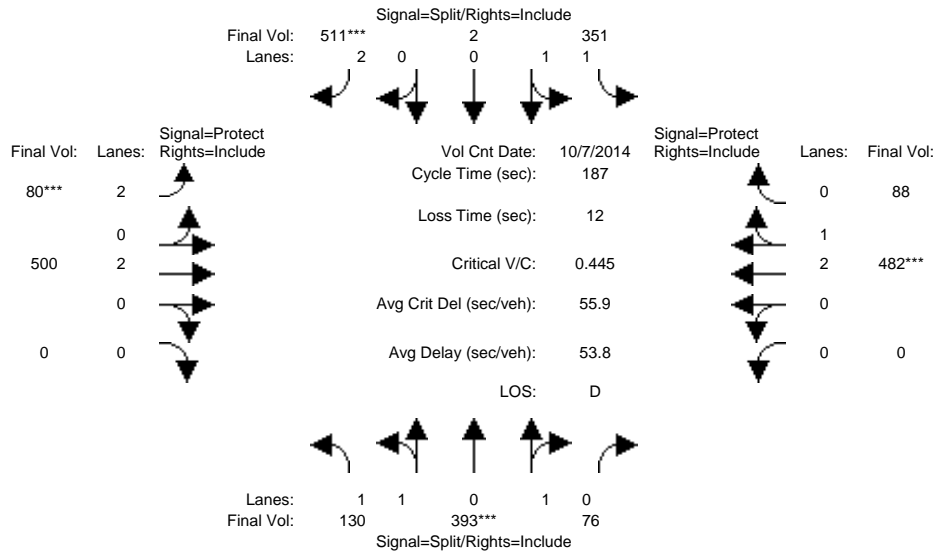 Signal=Split/Rights=Include
Final Vol: 511*** 2 351
Lanes: 2 0 0 1 1
Signal=Protect
Final Vol: Lanes: Rights=Include
Vol Cnt Date: 10/7/2014
Signal=Protect
Rights=Include Lanes: Final Vol:
Cycle Time (sec): 187
80*** 2
0 88
Loss Time (sec): 12
0
1
500 2
Critical V/C: 0.445
2 482***
0
Avg Crit Del (sec/veh): 55.9
0
0 0
Avg Delay (sec/veh): 53.8
0 0
LOS: D
Lanes: 1 1 0 1 0
Final Vol: 130 393*** 76
Signal=Split/Rights=Include